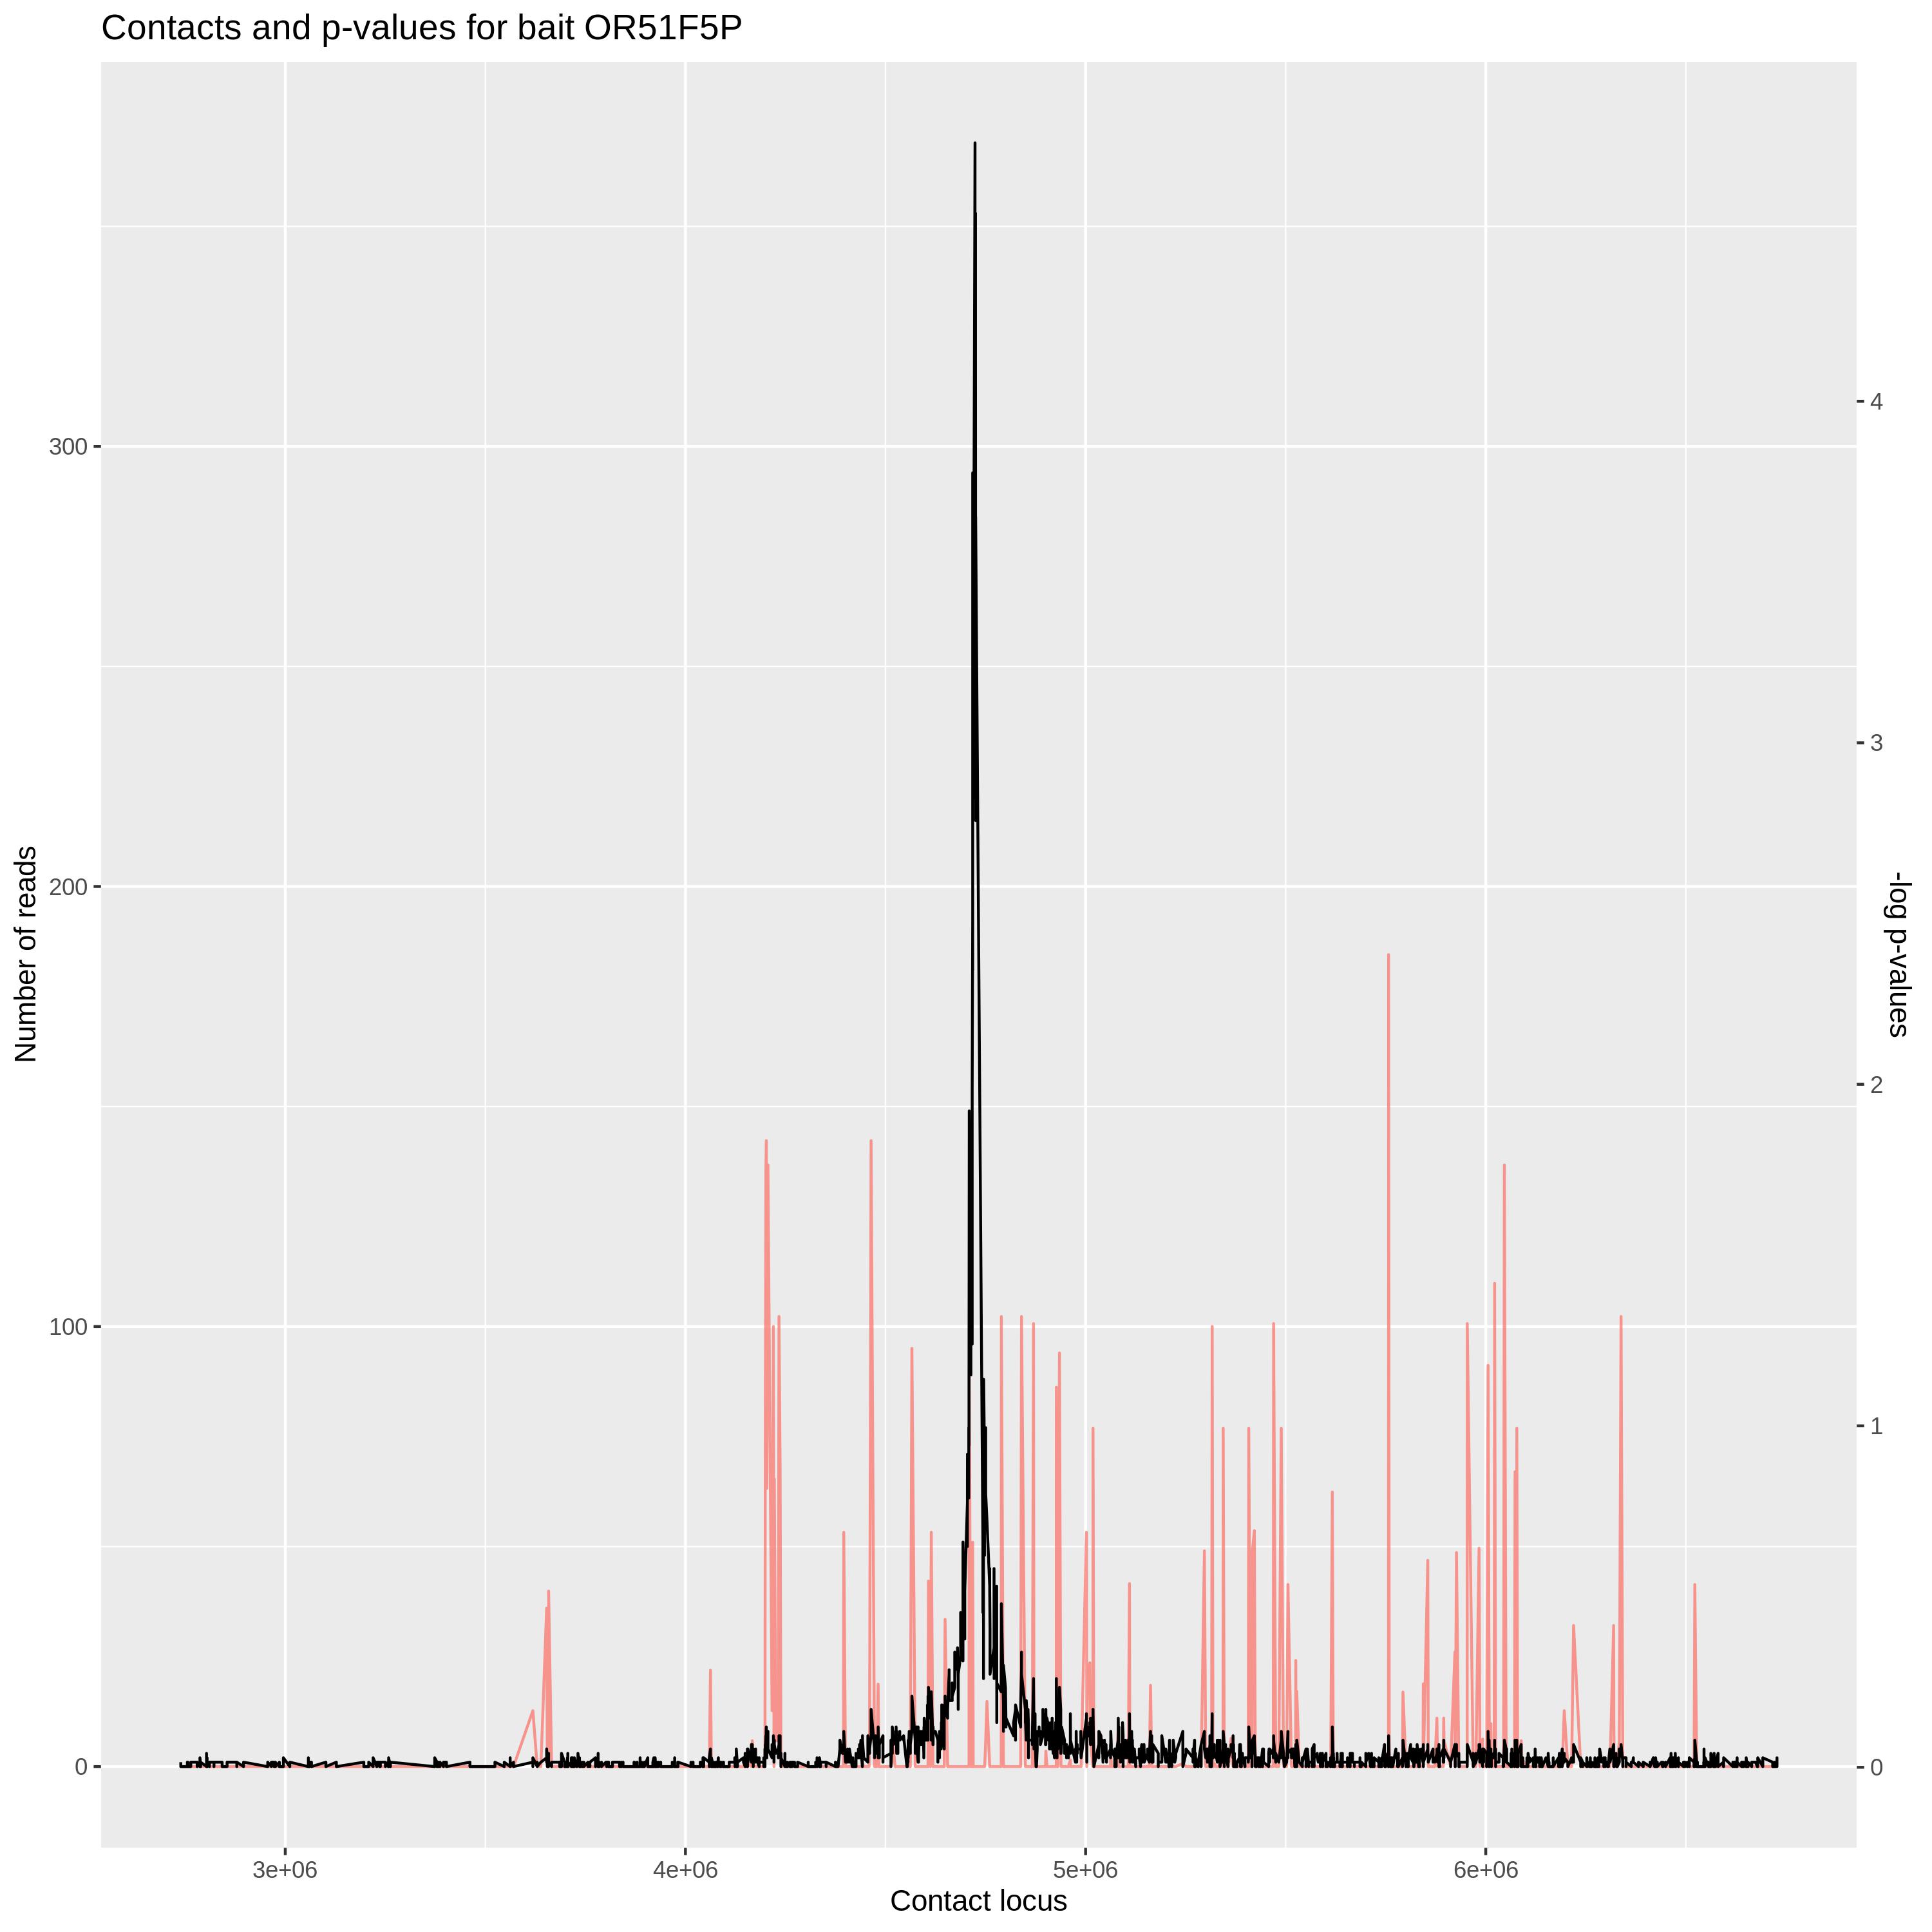 Contacts and p-values for bait OR51F5P
Number of reads
300
200
100
0
4
3
2
1
0
-log p-values
3e+06
4e+06
5e+06
6e+06
Contact locus